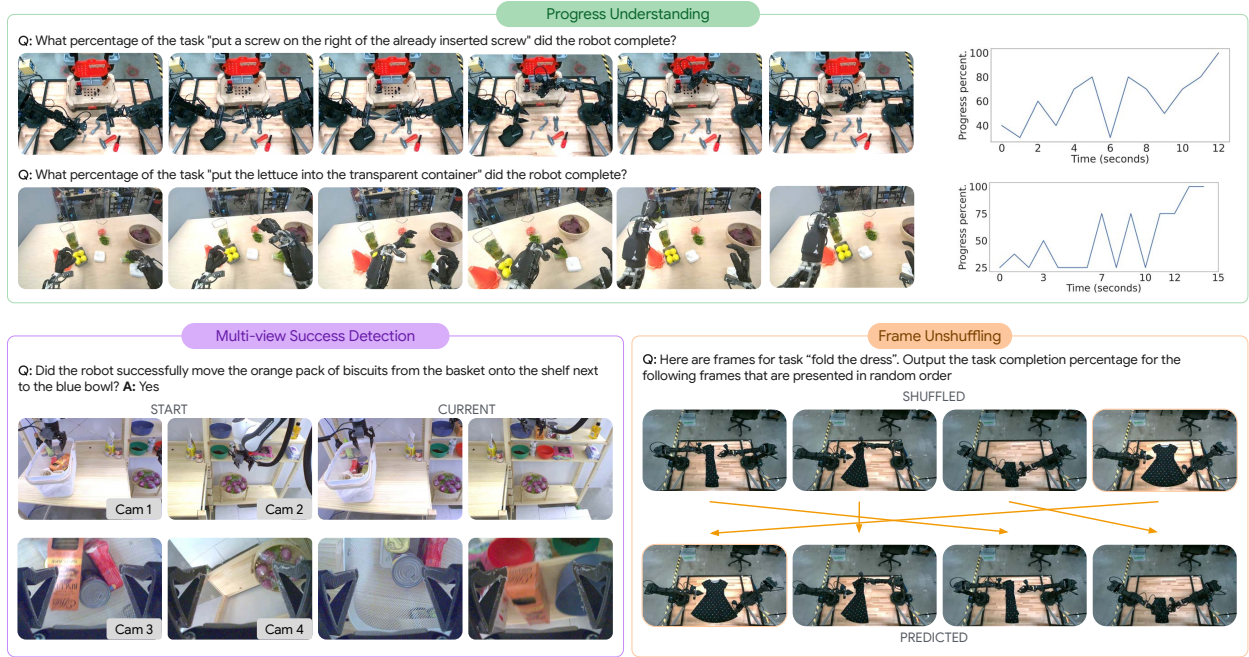 Progress Understanding
Q: What percentage of the task "put a screw on the right of the already inserted screw" did the robot complete?
Progress percent.
100
80
60
40
0 2 4 6 8 10 12
Time (seconds)
Q: What percentage of the task "put the lettuce into the transparent container" did the robot complete?
Progress percent.
100
75
50
25
0 3 7 10 12 15
Time (seconds)
Multi-view Success Detection
Q: Did the robot successfully move the orange pack of biscuits from the basket onto the shelf next
to the blue bowl? A: Yes
START CURRENT
Cam 1
Cam 2
Cam 3
Cam 4
Frame Unshuffling
Q: Here are frames for task “fold the dress”. Output the task completion percentage for the
following frames that are presented in random order
SHUFFLED
PREDICTED